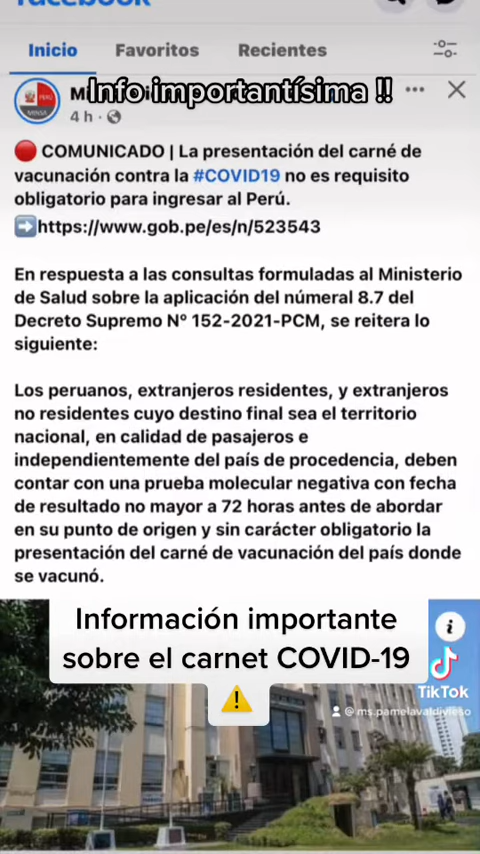 facebook
Inicio Favoritos Recientes
Info importantísima !!
4 h
COMUNICADO | La presentación del carné de
vacunación contra la #COVID19 no es requisito
obligatorio para ingresar al Perú.
https://www.gob.pe/es/n/523543
En respuesta a las consultas formuladas al Ministerio
de Salud sobre la aplicación del númeral 8.7 del
Decreto Supremo N° 152-2021-PCM, se reitera lo
siguiente:
Los peruanos, extranjeros residentes, y extranjeros
no residentes cuyo destino final sea el territorio
nacional, en calidad de pasajeros e
independientemente del país de procedencia, deben
contar con una prueba molecular negativa con fecha
de resultado no mayor a 72 horas antes de abordar
en su punto de origen y sin carácter obligatorio la
presentación del carné de vacunación del país donde
se vacunó.
Información importante
sobre el carnet COVID-19
TikTok
@ms.pamelavaldivieso